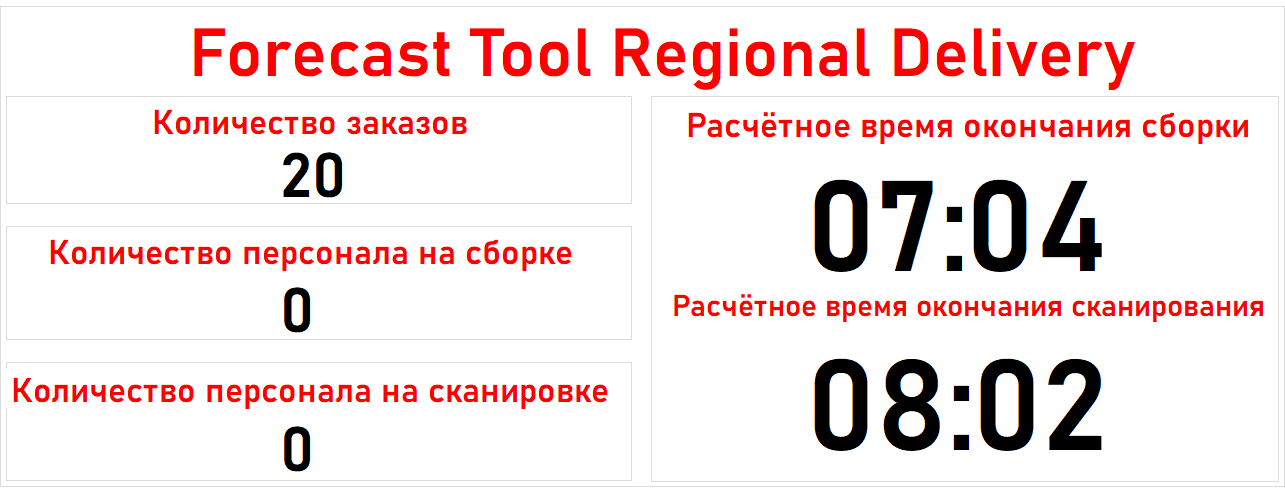 Forecast Tool Regional Delivery
Количество заказов
20
Количество персонала на сборке
0
Количество персонала на сканировке
0
Расчётное время окончания сборки
07:04
Расчётное время окончания сканирования
08:02